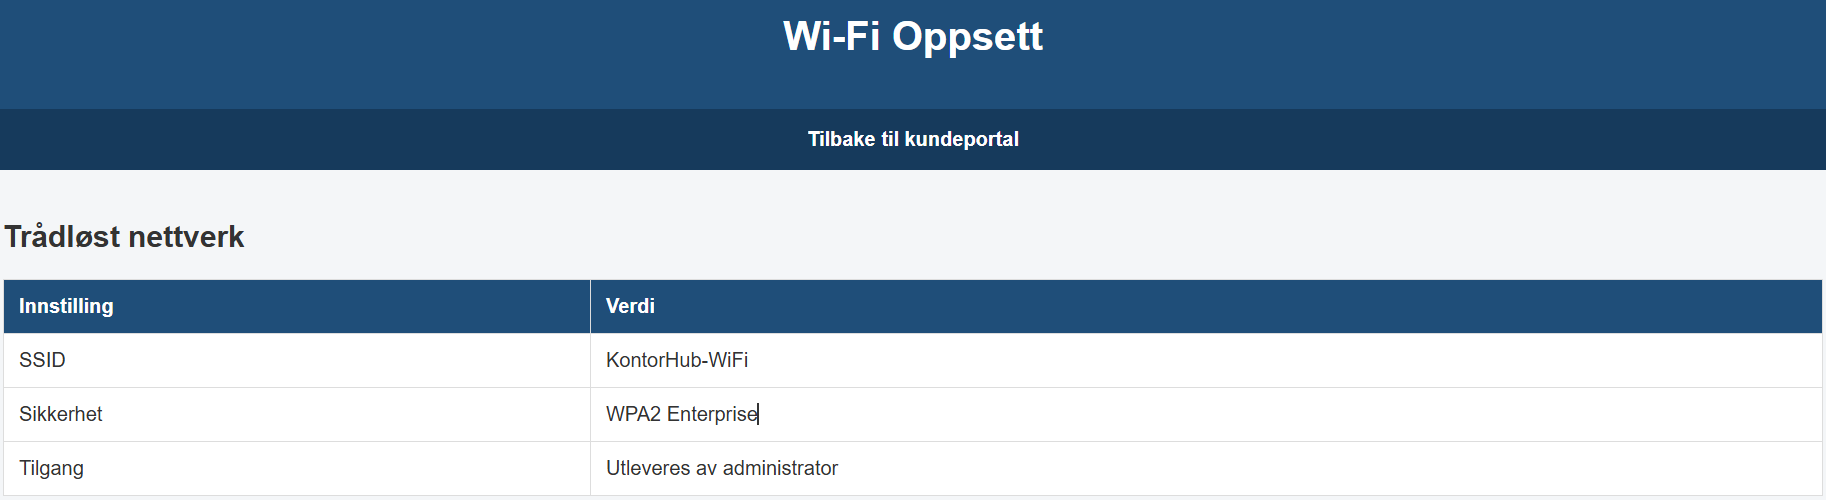 Wi-Fi Oppsett
Tilbake til kundeportal
Trådløst nettverk
Innstilling Verdi
SSID KontorHub-WiFi
Sikkerhet WPA2 Enterprise
Tilgang Utleveres av administrator